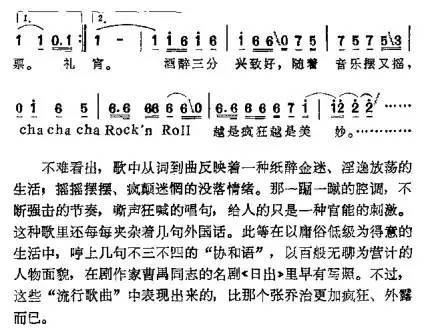 1. 2.
1 1 0.1 :‖ 1 - | 1 1 6 1 6 | 1 6 6\0 7 5 | 7 5 7 5\3 |
票。 礼 宵。 酒醉三分 兴致好，随着 音乐摆又摇，
0 1 6 5 | 6.6 66 6 6\0 | 6.6 6 6 6 7 1 | 1 2 2 2 ……
cha cha cha Rock'n Roll 越是疯狂越是美 妙。…………
不难看出，歌中从词到曲反映着一种纸醉金迷、淫逸放荡的
生活，摇摇摆摆、疯颠迷惘的没落情绪。那一一的腔调，不
断强击的节奏，嘶声狂喊的唱句，给人的只是一种官能的刺激。
这种歌里还每每夹杂着几句外国话。此等在以庸俗低级为得意的
生活中，哼上几句不三不四的“协和语”，以百般无聊为营计的
人物面貌，在剧作家曹禺同志的名剧《日出》里早有写照。不过，
这些“流行歌曲”中表现出来的，比那个张乔治更加疯狂、外露
而已。